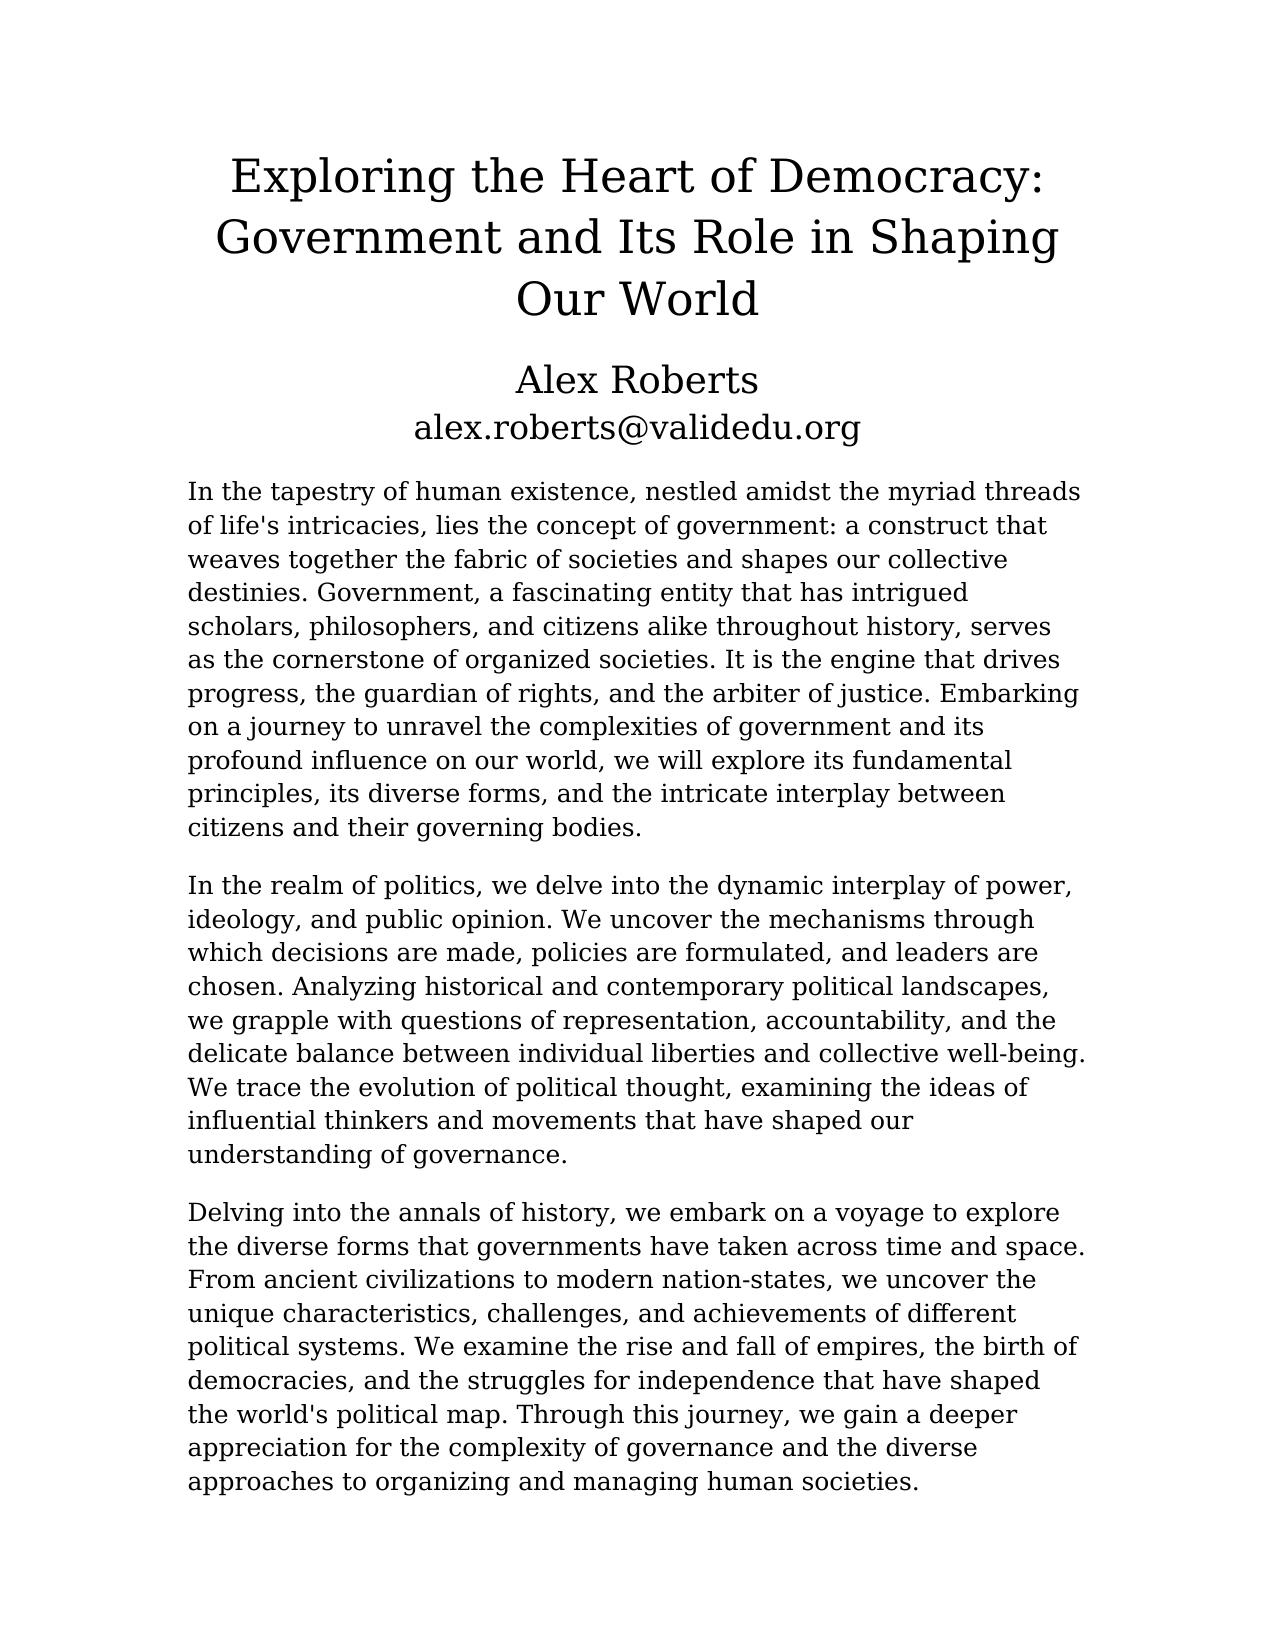 Exploring the Heart of Democracy:
Government and Its Role in Shaping
Our World
Alex Roberts
alex.roberts@validedu.org
In the tapestry of human existence, nestled amidst the myriad threads
of life's intricacies, lies the concept of government: a construct that
weaves together the fabric of societies and shapes our collective
destinies. Government, a fascinating entity that has intrigued
scholars, philosophers, and citizens alike throughout history, serves
as the cornerstone of organized societies. It is the engine that drives
progress, the guardian of rights, and the arbiter of justice. Embarking
on a journey to unravel the complexities of government and its
profound influence on our world, we will explore its fundamental
principles, its diverse forms, and the intricate interplay between
citizens and their governing bodies.
In the realm of politics, we delve into the dynamic interplay of power,
ideology, and public opinion. We uncover the mechanisms through
which decisions are made, policies are formulated, and leaders are
chosen. Analyzing historical and contemporary political landscapes,
we grapple with questions of representation, accountability, and the
delicate balance between individual liberties and collective well-being.
We trace the evolution of political thought, examining the ideas of
influential thinkers and movements that have shaped our
understanding of governance.
Delving into the annals of history, we embark on a voyage to explore
the diverse forms that governments have taken across time and space.
From ancient civilizations to modern nation-states, we uncover the
unique characteristics, challenges, and achievements of different
political systems. We examine the rise and fall of empires, the birth of
democracies, and the struggles for independence that have shaped
the world's political map. Through this journey, we gain a deeper
appreciation for the complexity of governance and the diverse
approaches to organizing and managing human societies.